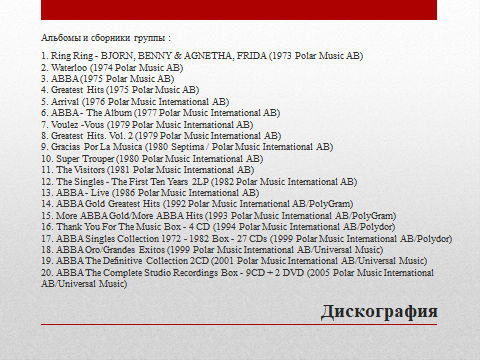 Альбомы и сборники группы :
1. Ring Ring - BJORN, BENNY & AGNETHA, FRIDA (1973 Polar Music AB)
2. Waterloo (1974 Polar Music AB)
3. ABBA (1975 Polar Music AB)
4. Greatest Hits (1975 Polar Music AB)
5. Arrival (1976 Polar Music International AB)
6. ABBA - The Album (1977 Polar Music International AB)
7. Voulez -Vous (1979 Polar Music International AB)
8. Greatest Hits. Vol. 2 (1979 Polar Music International AB)
9. Gracias Por La Musica (1980 Septima / Polar Music International AB)
10. Super Trouper (1980 Polar Music International AB)
11. The Visitors (1981 Polar Music International AB)
12. The Singles - The First Ten Years 2LP (1982 Polar Music International AB)
13. ABBA - Live (1986 Polar Music International AB)
14. ABBA Gold Greatest Hits (1992 Polar Music International AB/PolyGram)
15. More ABBA Gold/More ABBA Hits (1993 Polar Music International AB/PolyGram)
16. Thank You For The Music Box - 4 CD (1994 Polar Music International AB/Polydor)
17. ABBA Singles Collection 1972 - 1982 Box - 27 CDs (1999 Polar Music International AB/Polydor)
18. ABBA Oro/Grandes Exitos (1999 Polar Music International AB/Universal Music)
19. ABBA The Definitive Collection 2CD (2001 Polar Music International AB/Universal Music)
20. ABBA The Complete Studio Recordings Box - 9CD + 2 DVD (2005 Polar Music International
AB/Universal Music)
Дискография